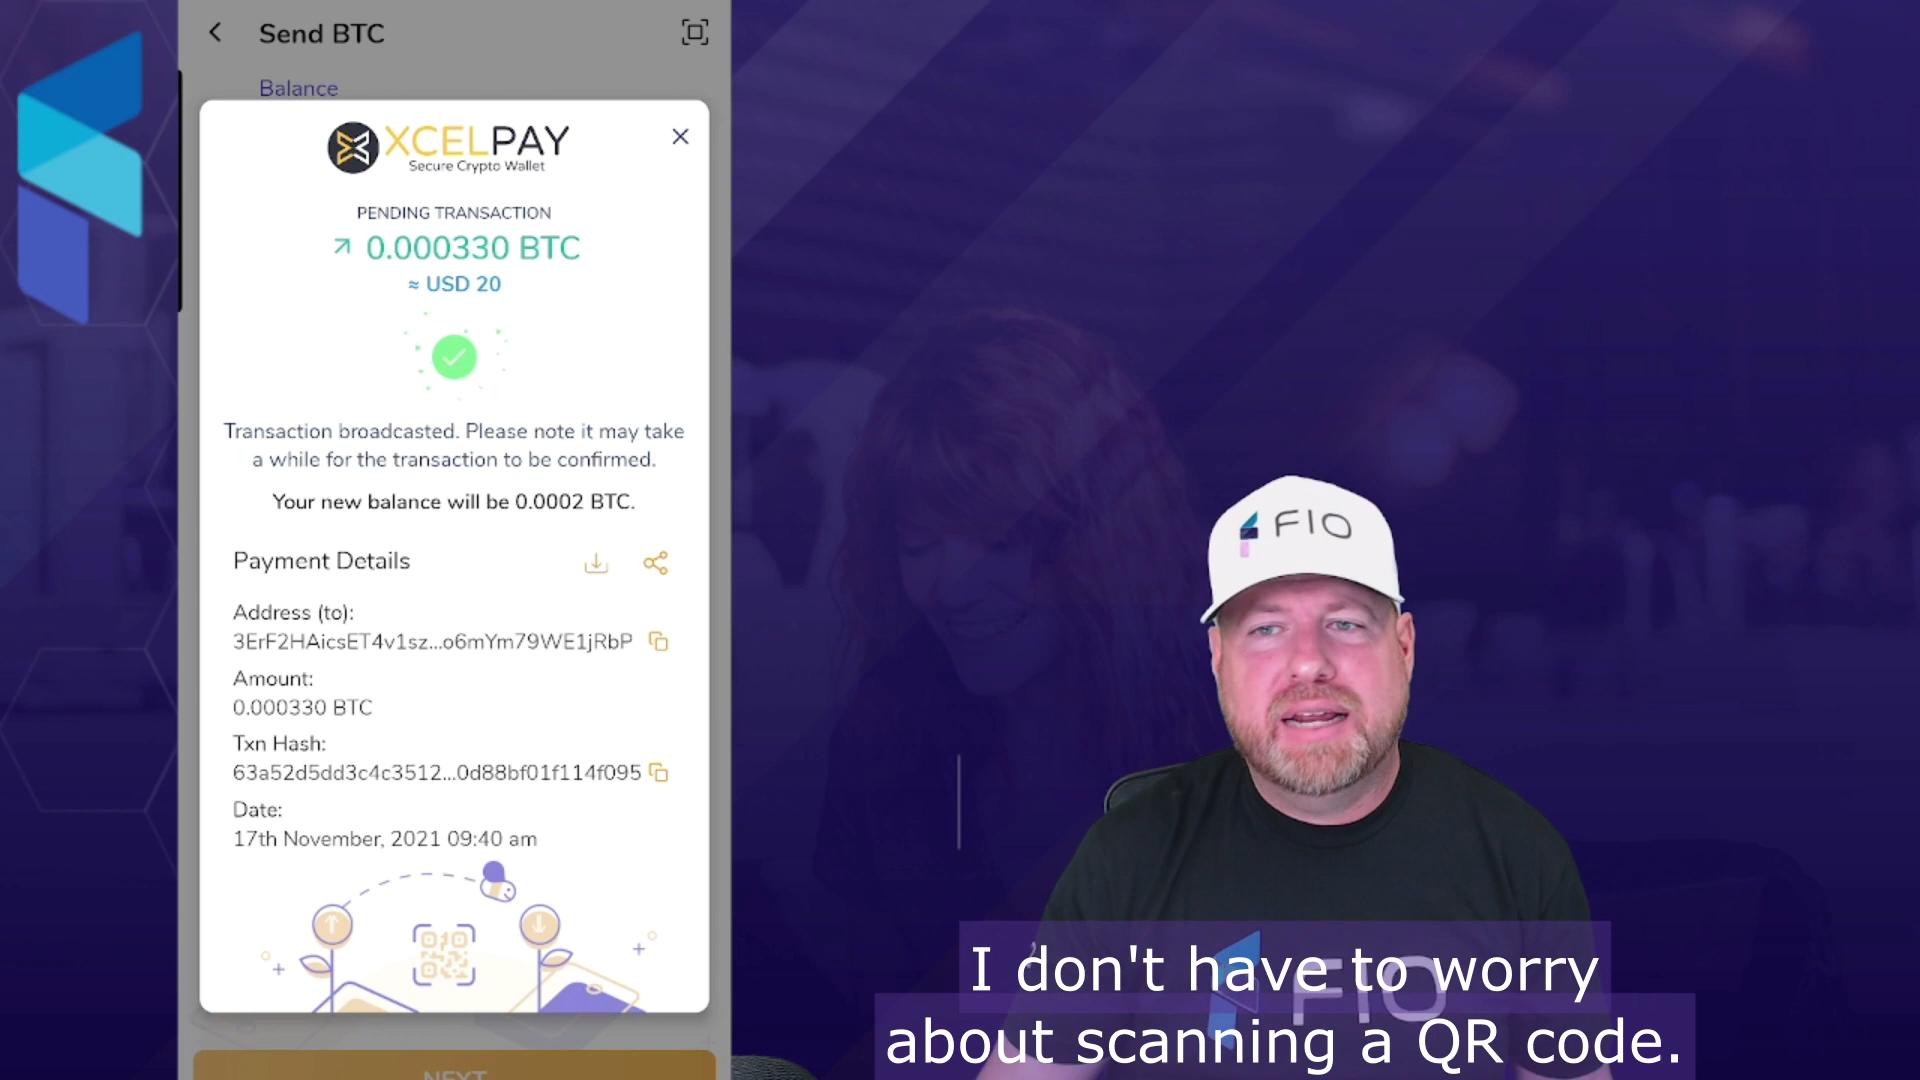 Send BTC
Balance
XCELPAY
Secure Crypto Wallet
PENDING TRANSACTION
0.000330 BTC
≈ USD 20
Transaction broadcasted. Please note it may take
a while for the transaction to be confirmed.
Your new balance will be 0.0002 BTC.
Payment Details
Address (to):
3ErF2HAicsET4v1sz...o6mYm79WE1jRbP
Amount:
0.000330 BTC
Txn Hash:
63a52d5dd3c4c3512...0d88bf01f114f095
Date:
17th November, 2021 09:40 am
NEXT
FIO
FIO
I don't have to worry
about scanning a QR code.